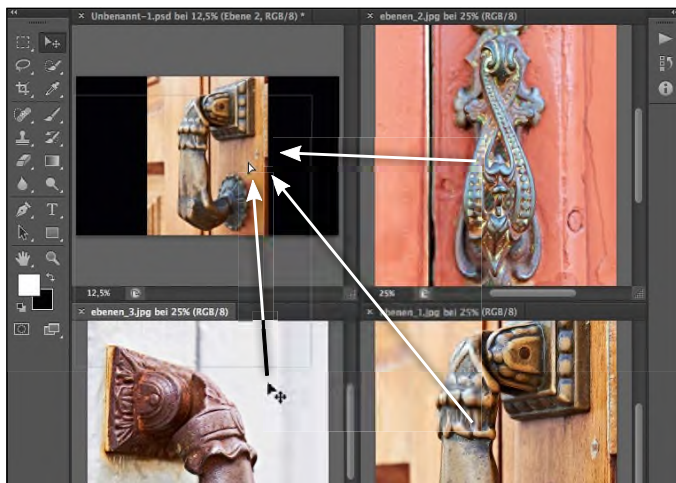 Unbenannt-1.psd bei 12,5% (Ebene 2, RGB/8) *
ebenen_2.jpg bei 25% (RGB/8)
T
12,5%
25%
ebenen_3.jpg bei 25% (RGB/8)
ebenen_1.jpg bei 25% (RGB/8)